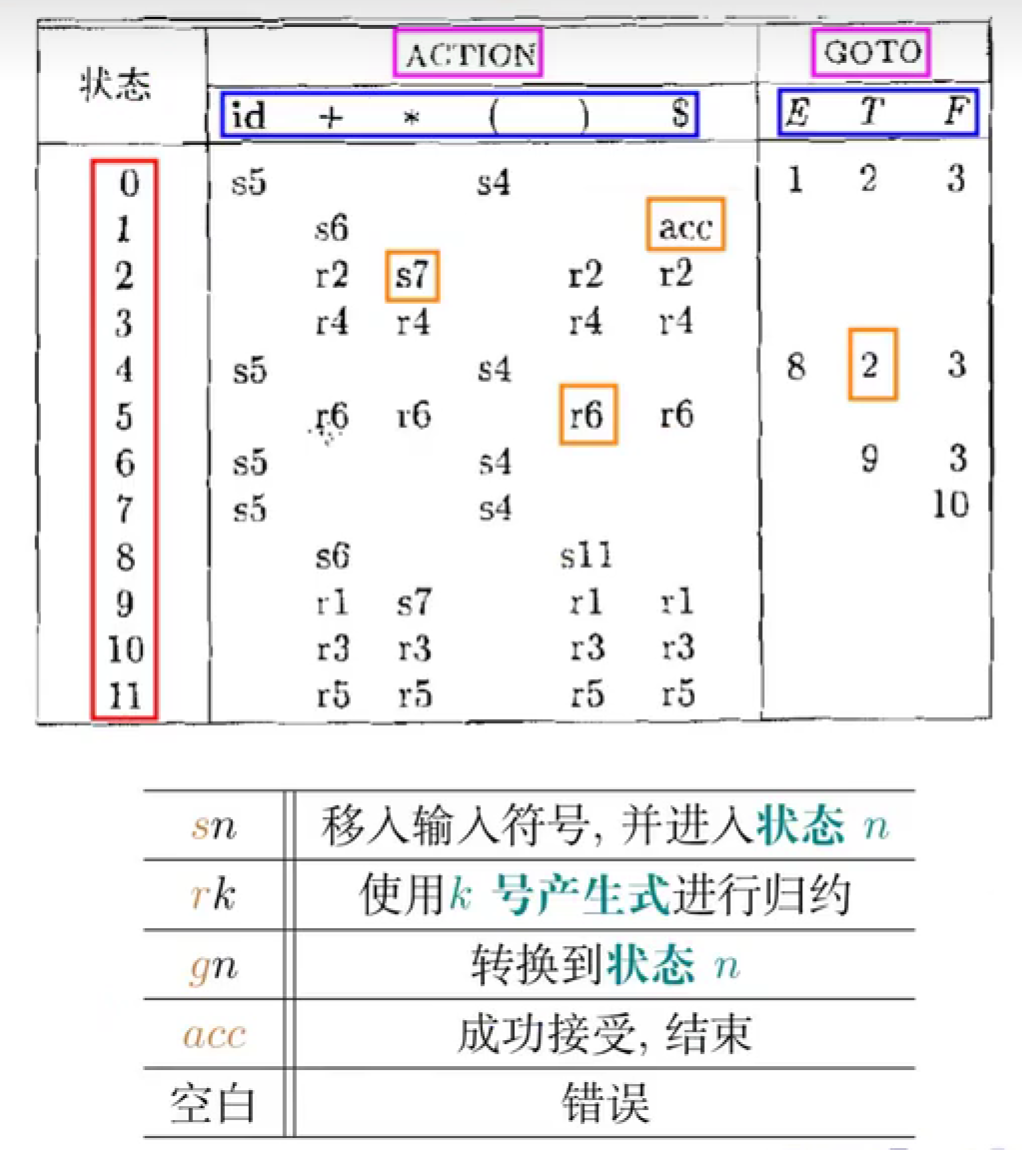 状态 ACTION GOTO
id + * ( ) $ E T F
0 s5 s4 1 2 3
1 s6 acc
2 r2 s7 r2 r2
3 r4 r4 r4 r4
4 s5 s4 8 2 3
5 r6 r6 r6 r6
6 s5 s4 9 3
7 s5 s4 10
8 s6 s11
9 r1 s7 r1 r1
10 r3 r3 r3 r3
11 r5 r5 r5 r5
sn 移入输入符号, 并进入状态 n
rk 使用k 号产生式进行归约
gn 转换到状态 n
acc 成功接受, 结束
空白 错误